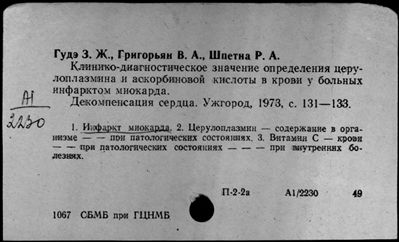 Гудэ З. Ж., Григорьян В. А., Шпетна Р. А.
Клинико-диагностическое значение определения церу-
лоплазмина и аскорбиновой кислоты в крови у больных
инфарктом миокарда.
Декомпенсация сердца. Ужгород, 1973, с. 131—133.
А1
2230
1. Инфаркт миокарда. 2. Церулоплазмин — содержание в орга-
низме — — при патологических состояниях. 3. Витамин С — крови
— — при патологических состояниях — — — при внутренних бо-
лезнях.
П-2-2а А1/2230 49
1067 СБМБ при ГЦНМБ